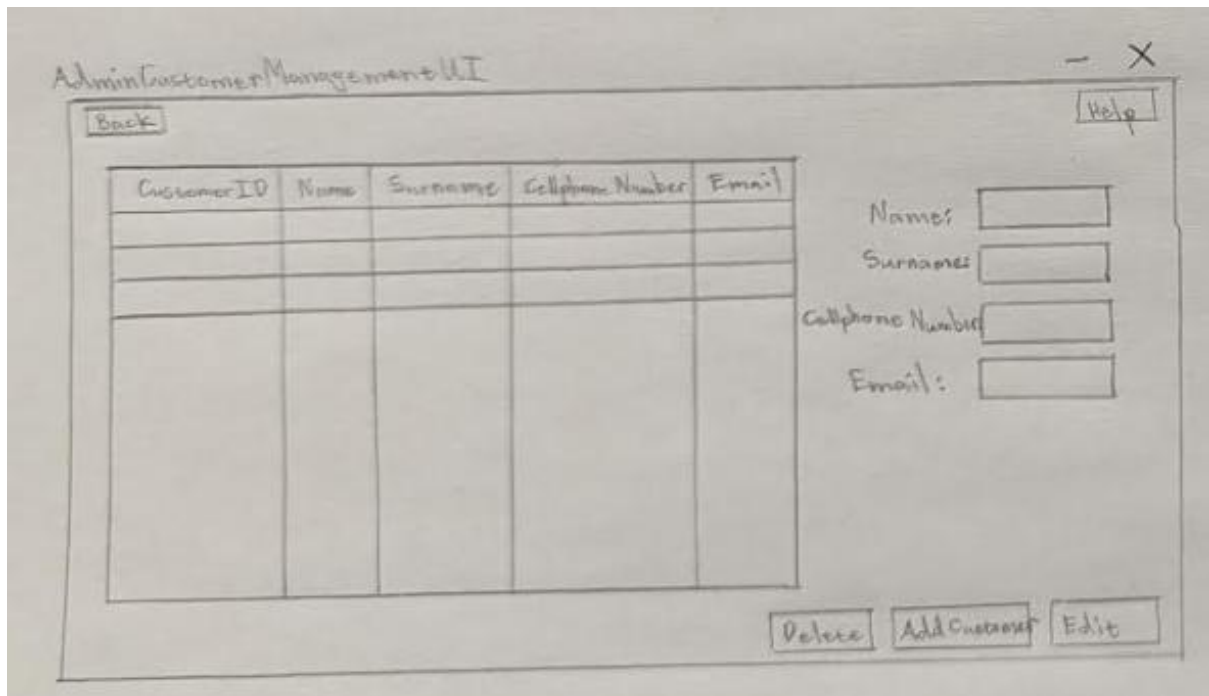 AdminCustomerManagementUI - X
Back Help
CustomerID Name Surname Cellphone Number Email
Name:
Surname:
Cellphone Number
Email:
Delete Add Customer Edit